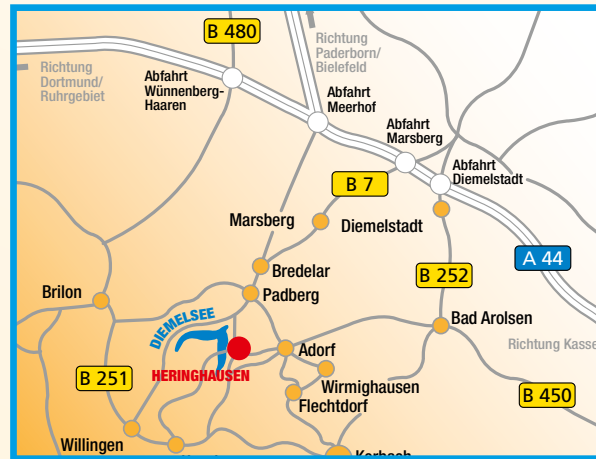 B 480
Richtung
Paderborn/
Bielefeld
Richtung
Dortmund/
Ruhrgebiet
Abfahrt
Wünnenberg-
Haaren
Abfahrt
Meerhof
Abfahrt
Marsberg
Abfahrt
Diemelstadt
B 7
Marsberg
Diemelstadt
A 44
Bredelar
B 252
Brilon
Padberg
DIEMELSEE
Bad Arolsen
Richtung Kasse
Adorf
HERINGHAUSEN
B 251
Wirmighausen
Flechtdorf
B 450
Willingen